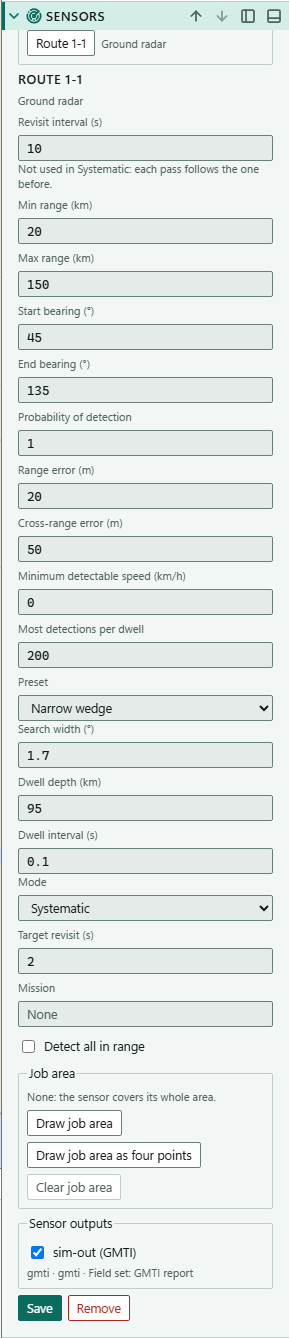 SENSORS
Route 1-1 Ground radar
ROUTE 1-1
Ground radar
Revisit interval (s)
10
Not used in Systematic: each pass follows the one
before.
Min range (km)
20
Max range (km)
150
Start bearing (°)
45
End bearing (°)
135
Probability of detection
1
Range error (m)
20
Cross-range error (m)
50
Minimum detectable speed (km/h)
0
Most detections per dwell
200
Preset
Narrow wedge
Search width (°)
1.7
Dwell depth (km)
95
Dwell interval (s)
0.1
Mode
Systematic
Target revisit (s)
2
Mission
None
Detect all in range
Job area
None: the sensor covers its whole area.
Draw job area
Draw job area as four points
Clear job area
Sensor outputs
sim-out (GMTI)
gmti · gmti · Field set: GMTI report
Save Remove